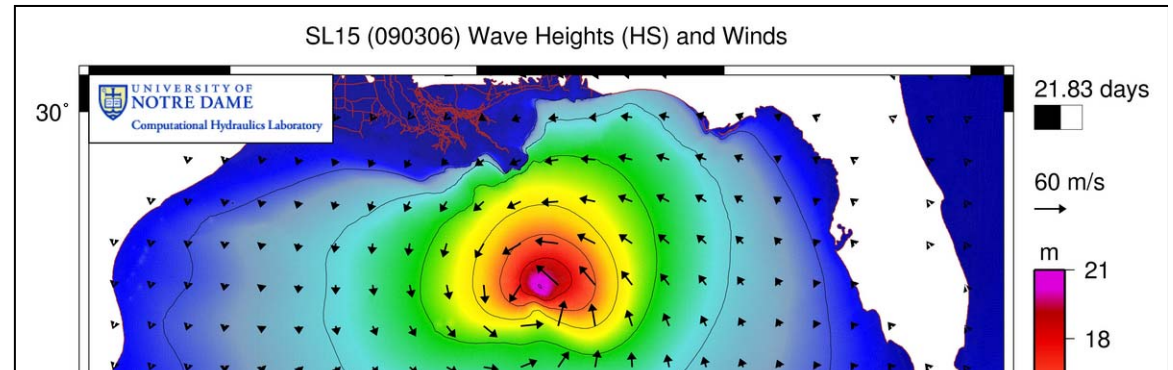 SL15 (090306) Wave Heights (HS) and Winds
UNIVERSITY OF
NOTRE DAME
Computational Hydraulics Laboratory
30°
21.83 days
60 m/s
m
21
18